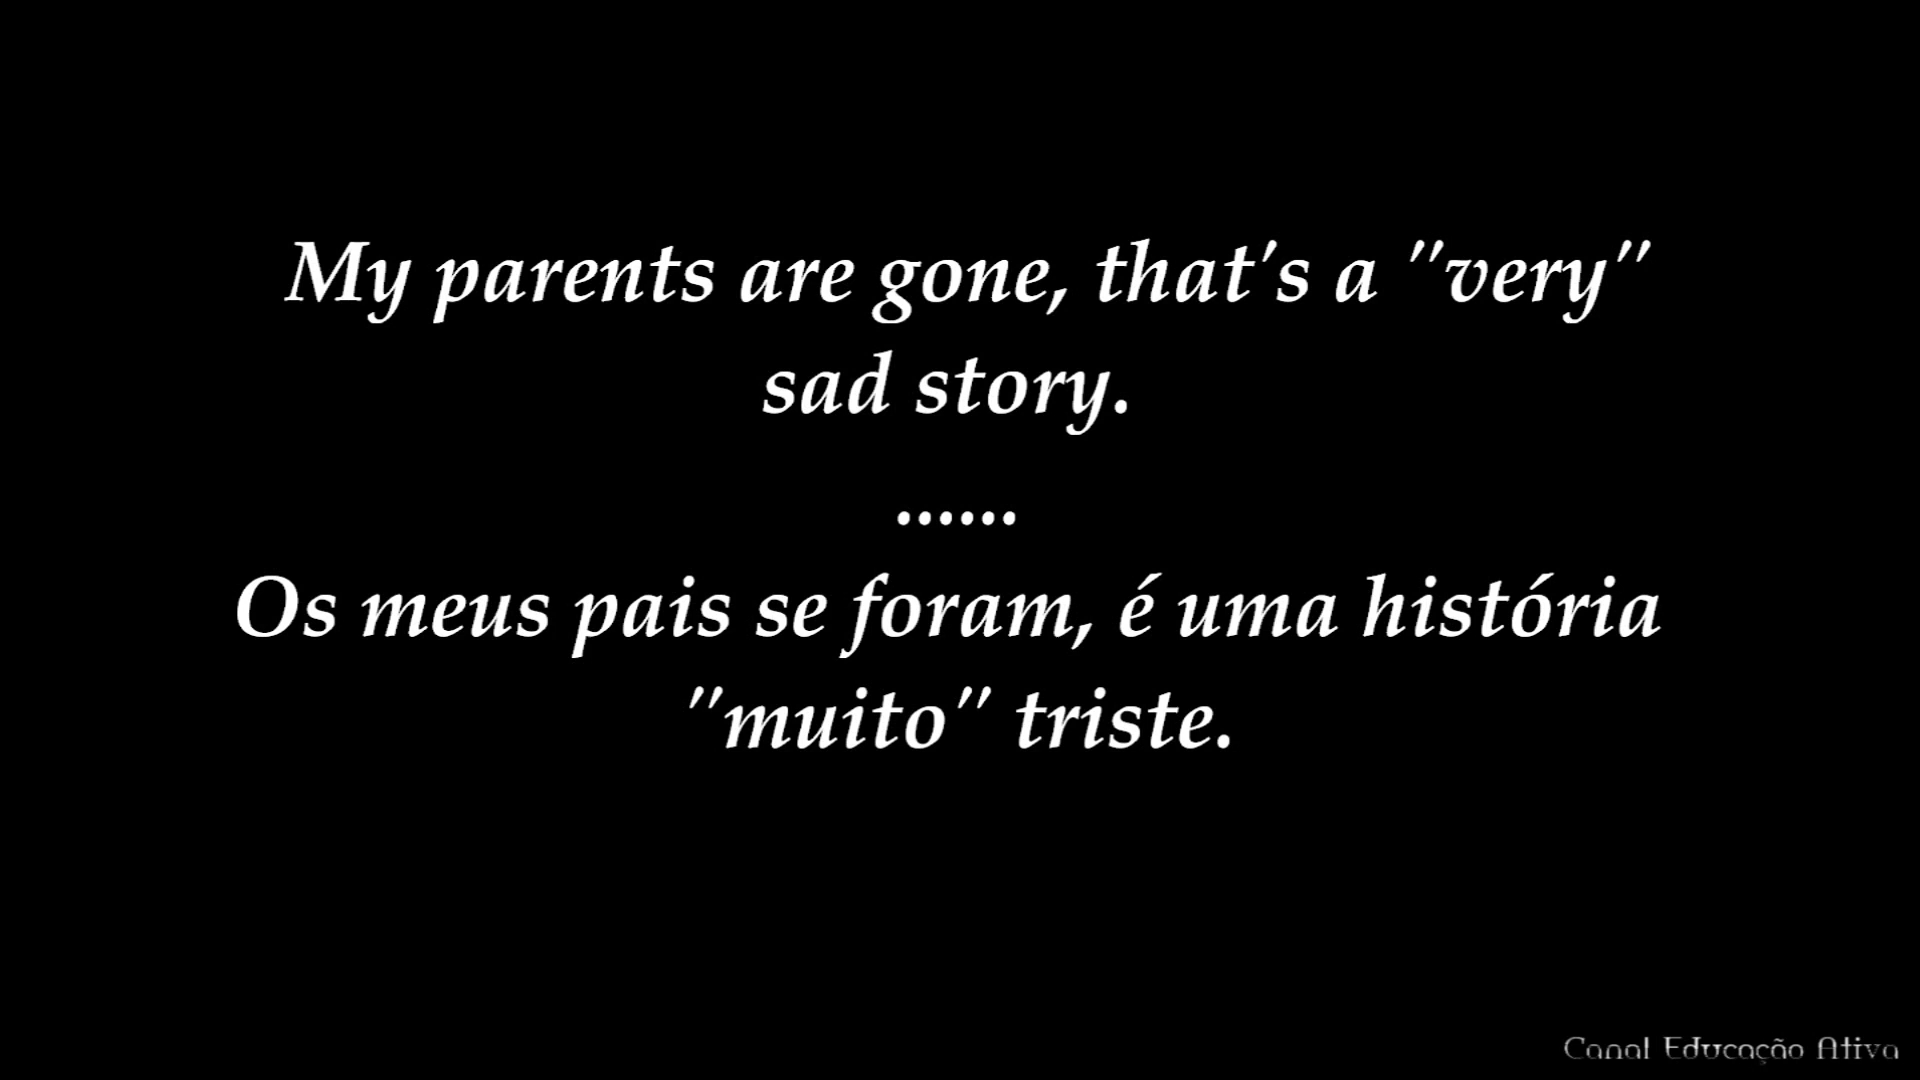 My parents are gone, that's a "very"
sad story.
......
Os meus pais se foram, é uma história
"muito" triste.
Canal Educação Ativa